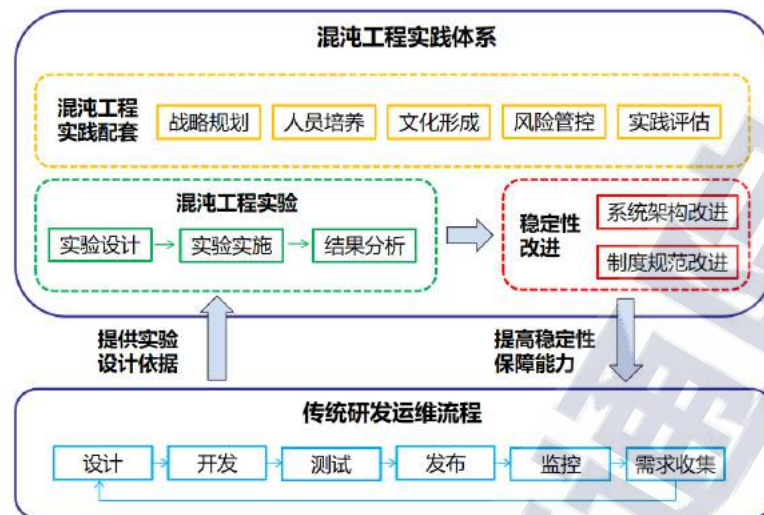 混沌工程实践体系
混沌工程
实践配套
战略规划 人员培养 文化形成 风险管控 实践评估
混沌工程实验
实验设计 实验实施 结果分析
稳定性
改进
系统架构改进
制度规范改进
提供实验
设计依据
提高稳定性
保障能力
传统研发运维流程
设计 开发 测试 发布 监控 需求收集